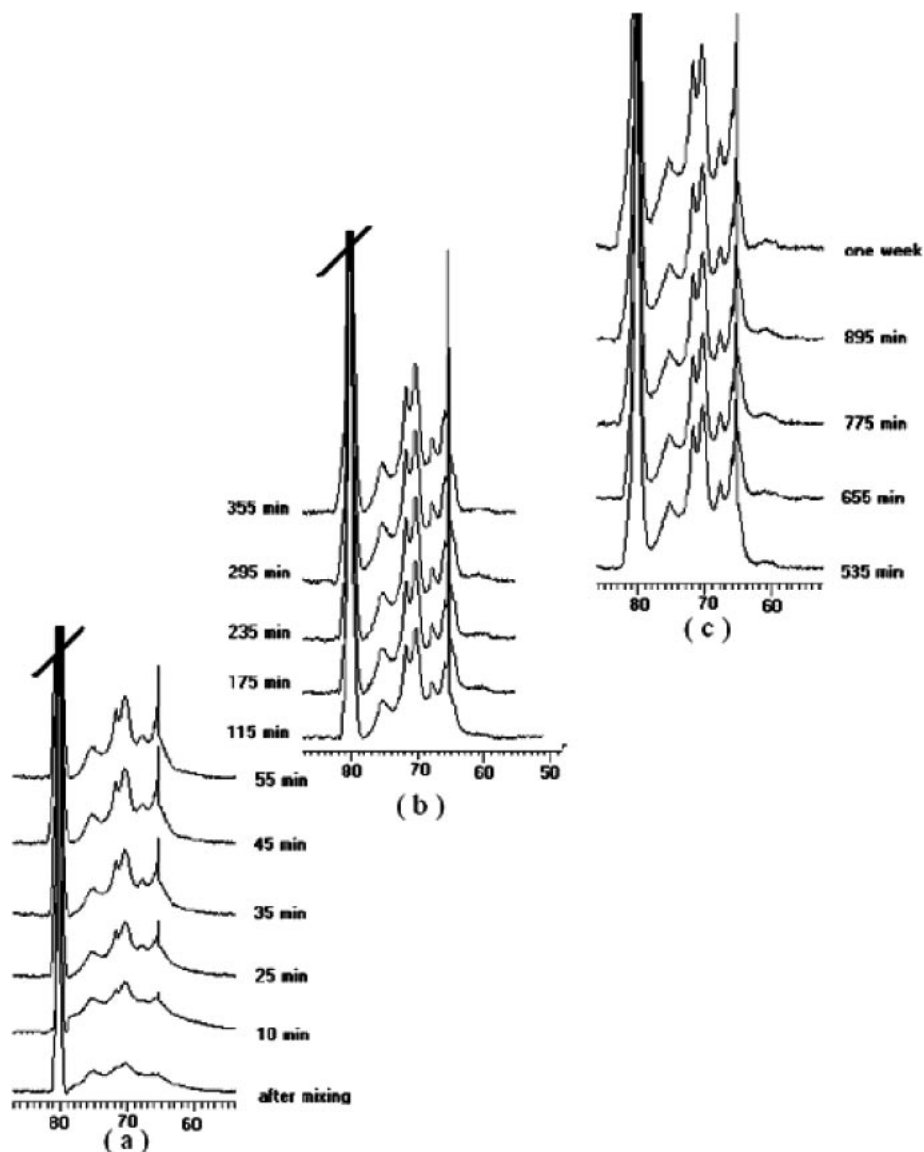 one week
895 min
775 min
655 min
535 min
80 70 60
( c )
355 min
295 min
235 min
175 min
115 min
80 70 60 50
( b )
55 min
45 min
35 min
25 min
10 min
after mixing
80 70 60
( a )